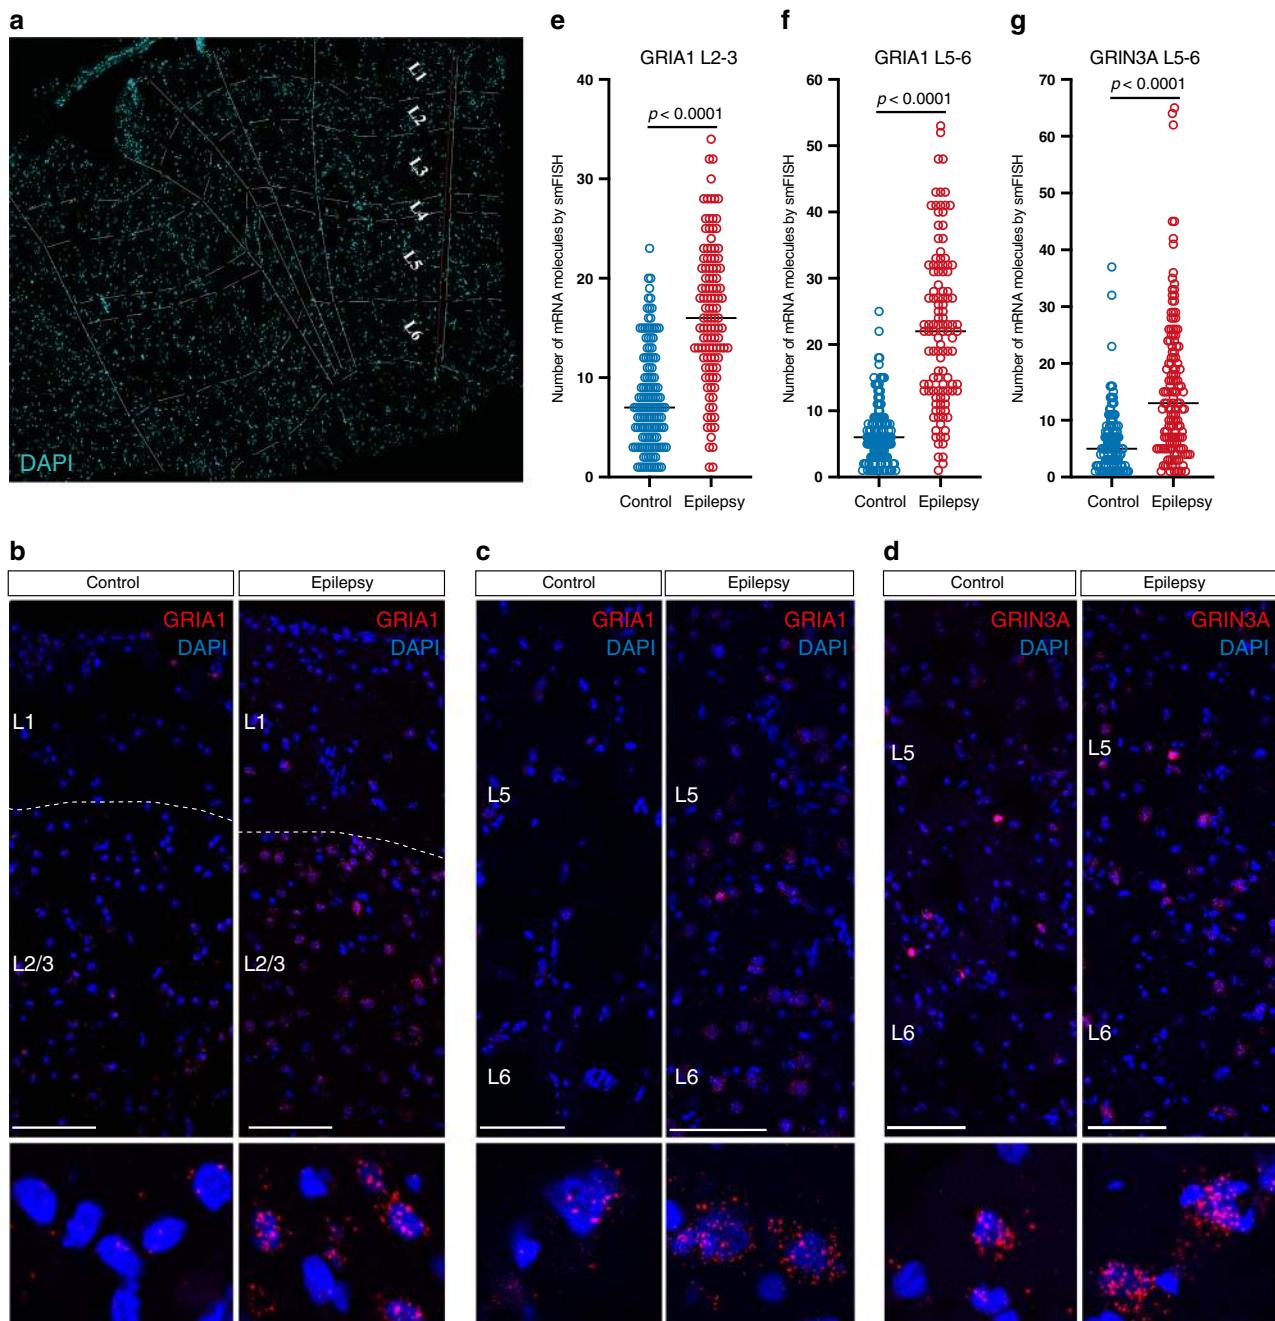 a
L1
L2
L3
L4
L5
L6
DAPI
e
GRIA1 L2-3
Number of mRNA molecules by smFISH
40
30
20
10
0
p < 0.0001
Control Epilepsy
f
GRIA1 L5-6
Number of mRNA molecules by smFISH
60
50
40
30
20
10
0
p < 0.0001
Control Epilepsy
g
GRIN3A L5-6
Number of mRNA molecules by smFISH
70
60
50
40
30
20
10
0
p < 0.0001
Control Epilepsy
b
Control
Epilepsy
GRIA1
DAPI
L1
L2/3
GRIA1
DAPI
L1
L2/3
c
Control
Epilepsy
GRIA1
DAPI
L5
L6
GRIA1
DAPI
L5
L6
d
Control
Epilepsy
GRIN3A
DAPI
L5
L6
GRIN3A
DAPI
L5
L6